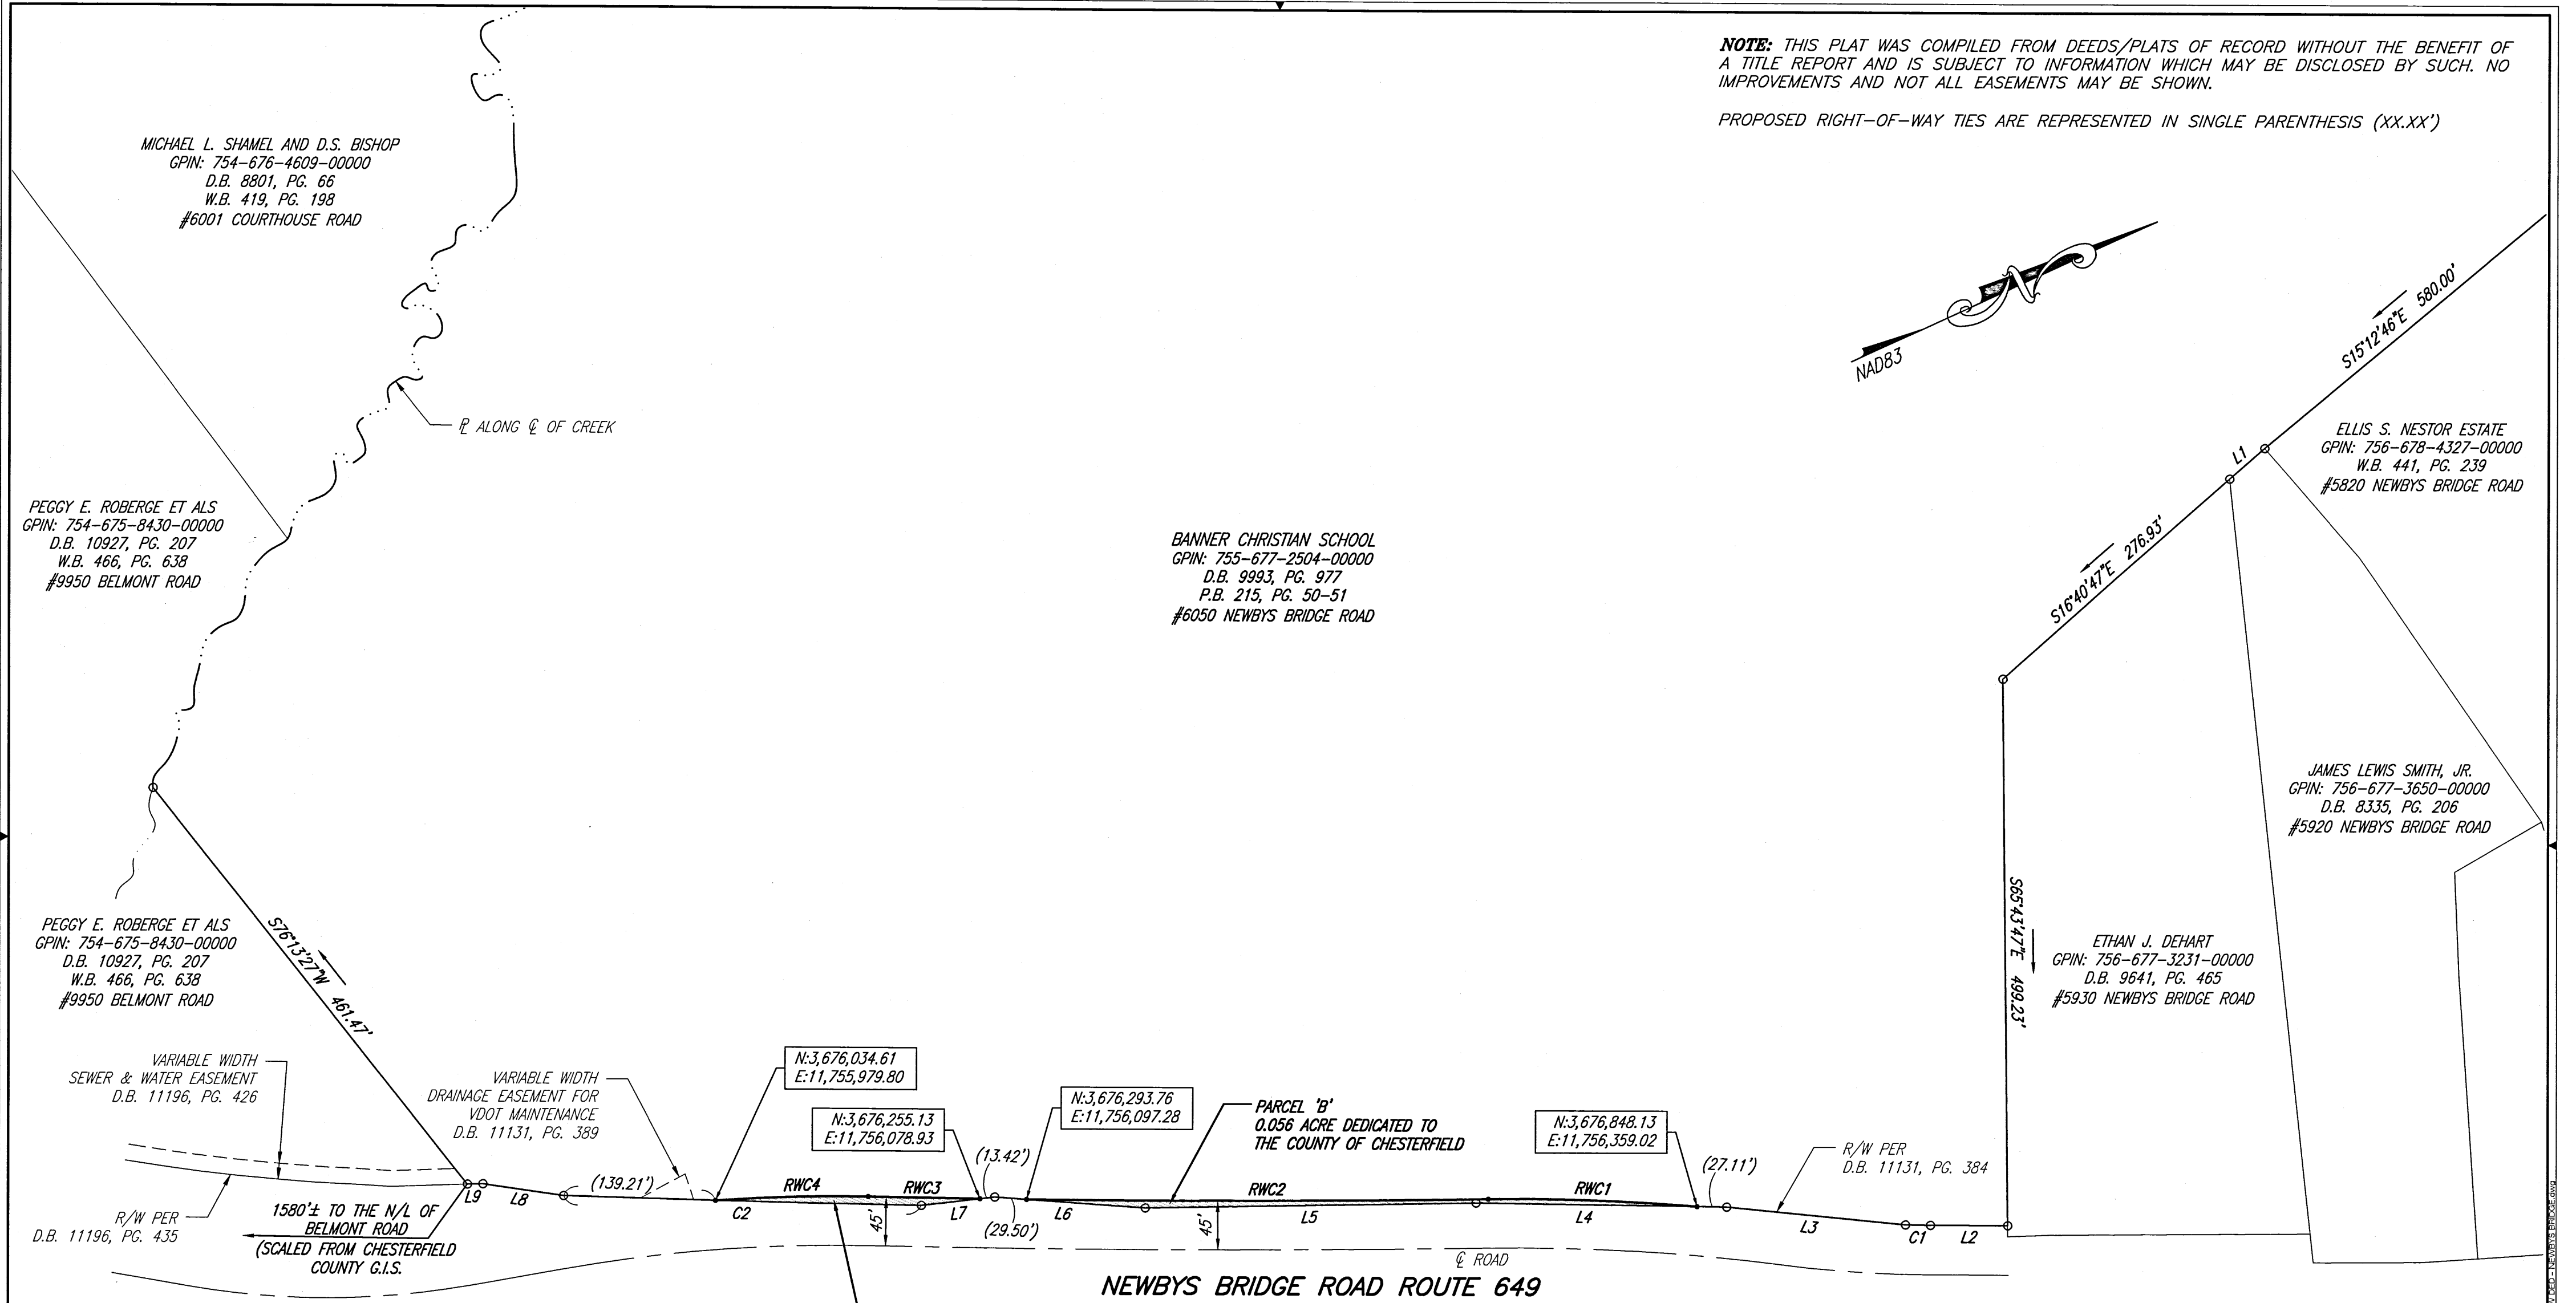 NOTE: THIS PLAT WAS COMPILED FROM DEEDS/PLATS OF RECORD WITHOUT THE BENEFIT OF
A TITLE REPORT AND IS SUBJECT TO INFORMATION WHICH MAY BE DISCLOSED BY SUCH. NO
IMPROVEMENTS AND NOT ALL EASEMENTS MAY BE SHOWN.
PROPOSED RIGHT-OF-WAY TIES ARE REPRESENTED IN SINGLE PARENTHESIS (XX.XX')
MICHAEL L. SHAMEL AND D.S. BISHOP
GPIN: 754-676-4609-00000
D.B. 8801, PG. 66
W.B. 419, PG. 198
#6001 COURTHOUSE ROAD
N
NAD83
S15°12'46"E 580.00'
℄ ALONG ℄ OF CREEK
L1
ELLIS S. NESTOR ESTATE
GPIN: 756-678-4327-00000
W.B. 441, PG. 239
#5820 NEWBYS BRIDGE ROAD
PEGGY E. ROBERGE ET ALS
GPIN: 754-675-8430-00000
D.B. 10927, PG. 207
W.B. 466, PG. 638
#9950 BELMONT ROAD
BANNER CHRISTIAN SCHOOL
GPIN: 755-677-2504-00000
D.B. 9993, PG. 977
P.B. 215, PG. 50-51
#6050 NEWBYS BRIDGE ROAD
S16°40'47"E 276.93'
JAMES LEWIS SMITH, JR.
GPIN: 756-677-3650-00000
D.B. 8335, PG. 206
#5920 NEWBYS BRIDGE ROAD
S65°43'47"E 499.23'
ETHAN J. DEHART
GPIN: 756-677-3231-00000
D.B. 9641, PG. 465
#5930 NEWBYS BRIDGE ROAD
PEGGY E. ROBERGE ET ALS
GPIN: 754-675-8430-00000
D.B. 10927, PG. 207
W.B. 466, PG. 638
#9950 BELMONT ROAD
S76°13'27"W 461.47'
VARIABLE WIDTH
SEWER & WATER EASEMENT
D.B. 11196, PG. 426
VARIABLE WIDTH
DRAINAGE EASEMENT FOR
VDOT MAINTENANCE
D.B. 11131, PG. 389
N:3,676,034.61
E:11,755,979.80
N:3,676,255.13
E:11,756,078.93
N:3,676,293.76
E:11,756,097.28
PARCEL 'B'
0.056 ACRE DEDICATED TO
THE COUNTY OF CHESTERFIELD
N:3,676,848.13
E:11,756,359.02
R/W PER
D.B. 11131, PG. 384
(13.42')
(27.11')
L9
L8
(139.21')
RWC4
RWC3
RWC2
RWC1
C2
45'
L7
(29.50')
L6
45'
L5
L4
L3
C1
L2
R/W PER
D.B. 11196, PG. 435
1580'± TO THE N/L OF
BELMONT ROAD
(SCALED FROM CHESTERFIELD
COUNTY G.I.S.
℄ ROAD
NEWBYS BRIDGE ROAD ROUTE 649